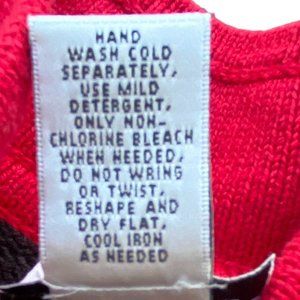 HAND
WASH COLD
SEPARATELY,
USE MILD
DETERGENT,
ONLY NON-
CHLORINE BLEACH
WHEN NEEDED,
DO NOT WRING
OR TWIST,
RESHAPE AND
DRY FLAT,
COOL IRON
AS NEEDED